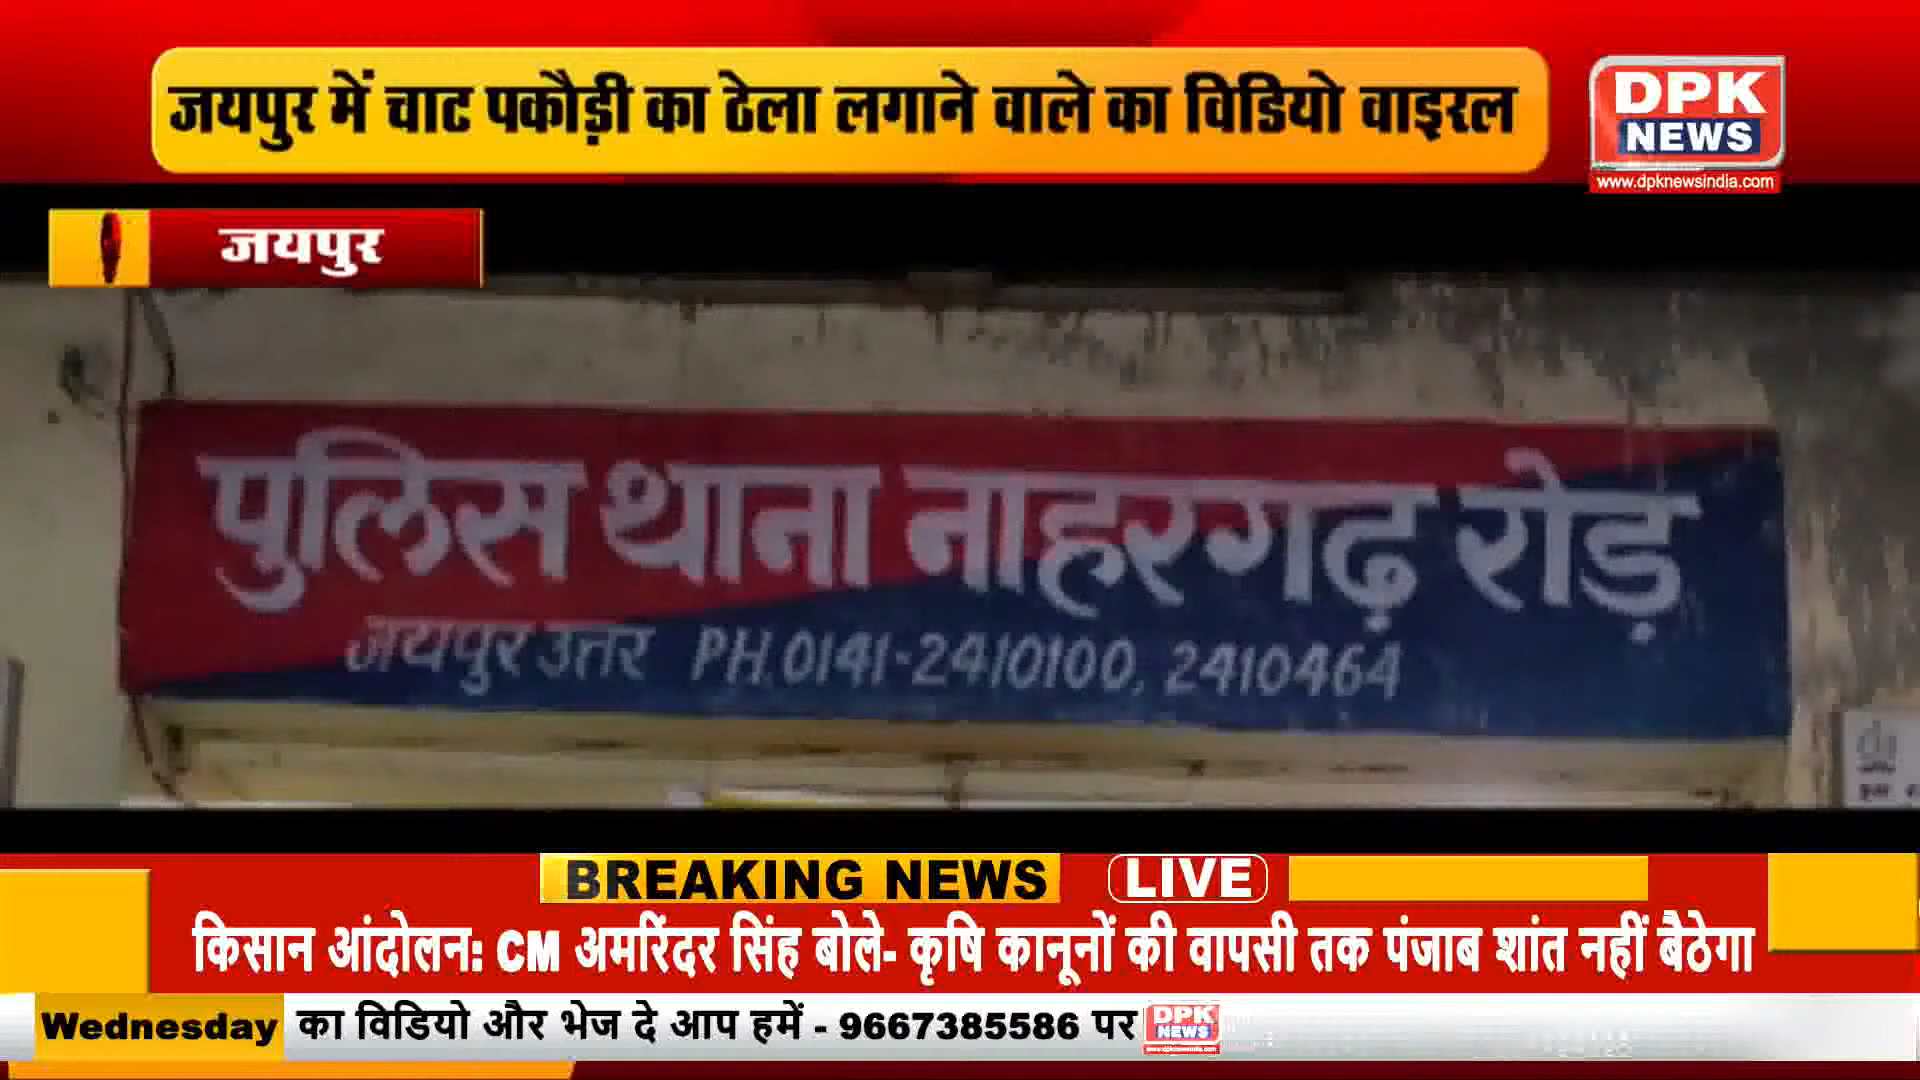 जयपुर में चाट पकौड़ी का ठेला लगाने वाले का विडियो वाइरल
DPK
NEWS
www.dpknewsindia.com
जयपुर
पुलिस थाना नाहरगढ़ रोड़
जयपुर उत्तर PH.0141-2410100, 2410464
BREAKING NEWS LIVE
किसान आंदोलन: CM अमरिंदर सिंह बोले- कृषि कानूनों की वापसी तक पंजाब शांत नहीं बैठेगा
Wednesday का विडियो और भेज दे आप हमें - 9667385586 पर DPK NEWS